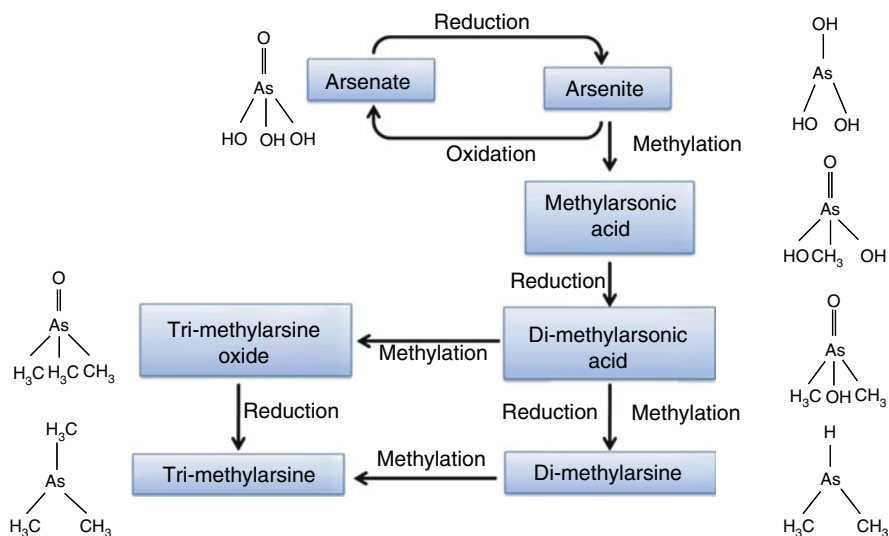 Reduction
O
As
HO OH OH
Arsenate
Arsenite
Oxidation
Methylation
OH
As
HO OH
Methylarsonic
acid
O
As
HOCH₃ OH
Reduction
O
As
H₃C H₃C CH₃
Tri-methylarsine
oxide
Methylation
Di-methylarsonic
acid
O
As
H₃C OH CH₃
Reduction
Reduction
Methylation
H₃C
As
H₃C CH₃
Tri-methylarsine
Methylation
Di-methylarsine
H
As
H₃C CH₃